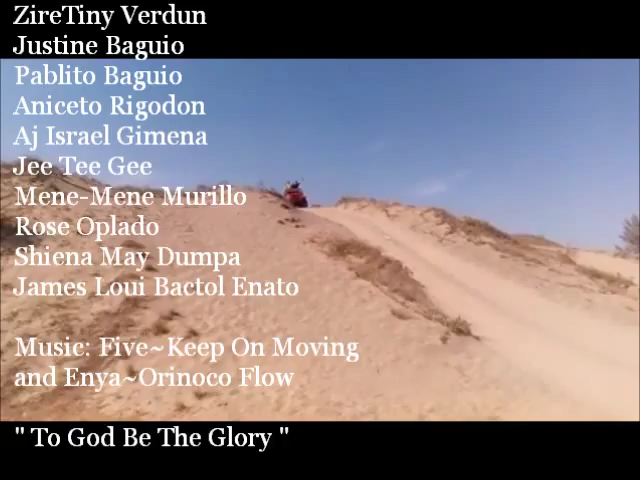 ZireTiny Verdun
Justine Baguio
Pablito Baguio
Aniceto Rigodon
Aj Israel Gimena
Jee Tee Gee
Mene-Mene Murillo
Rose Oplado
Shiena May Dumpa
James Loui Bactol Enato
Music: Five~Keep On Moving
and Enya~Orinoco Flow
" To God Be The Glory "